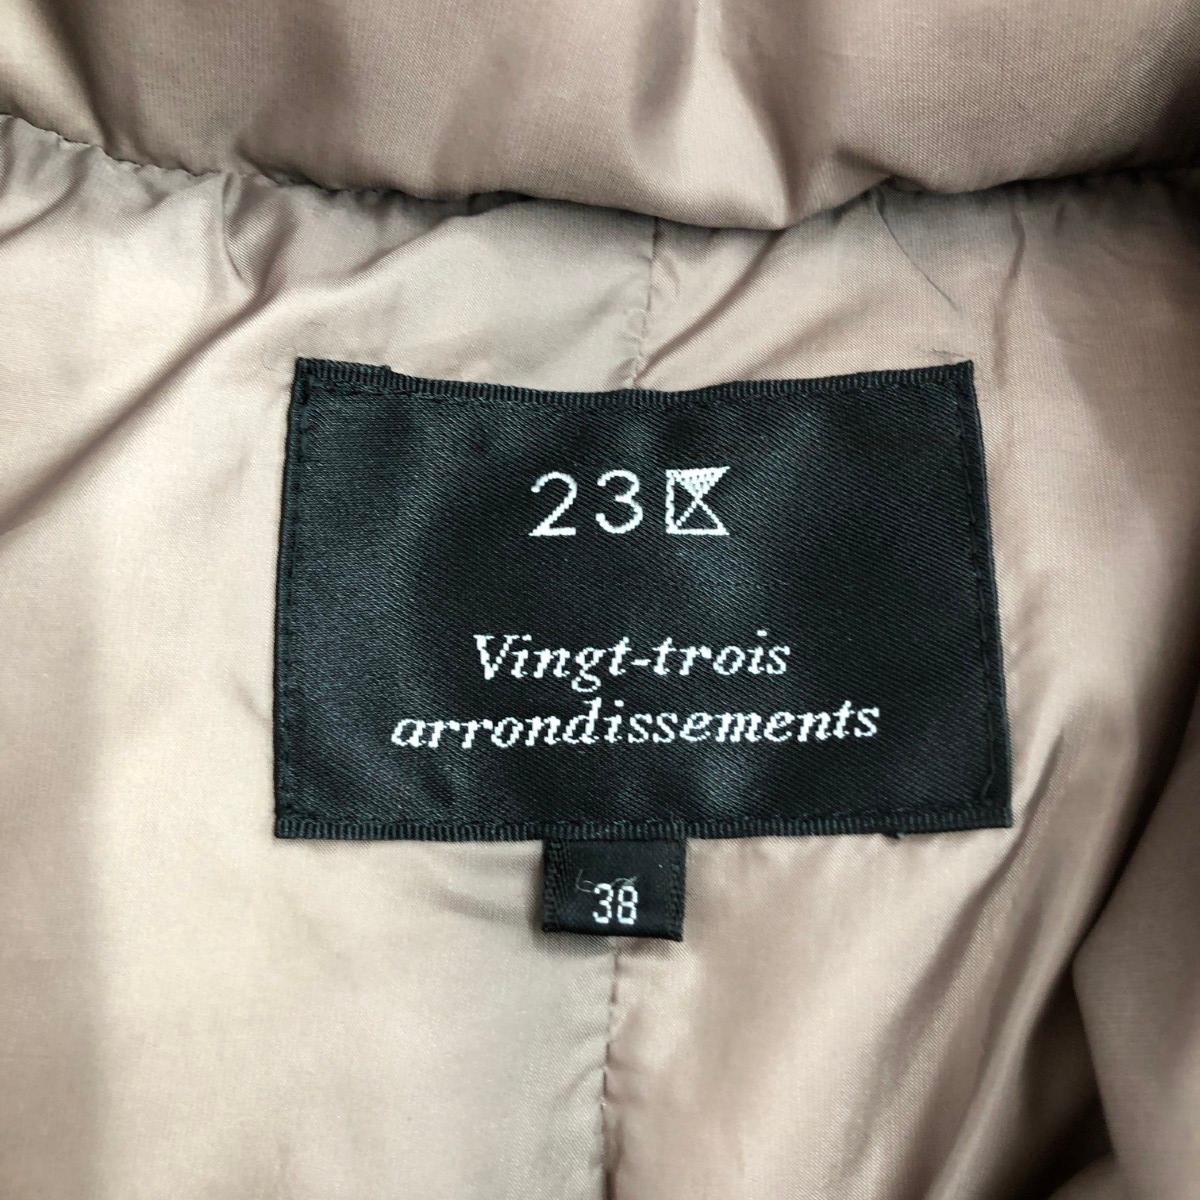 23区
Vingt-trois
arrondissements
38